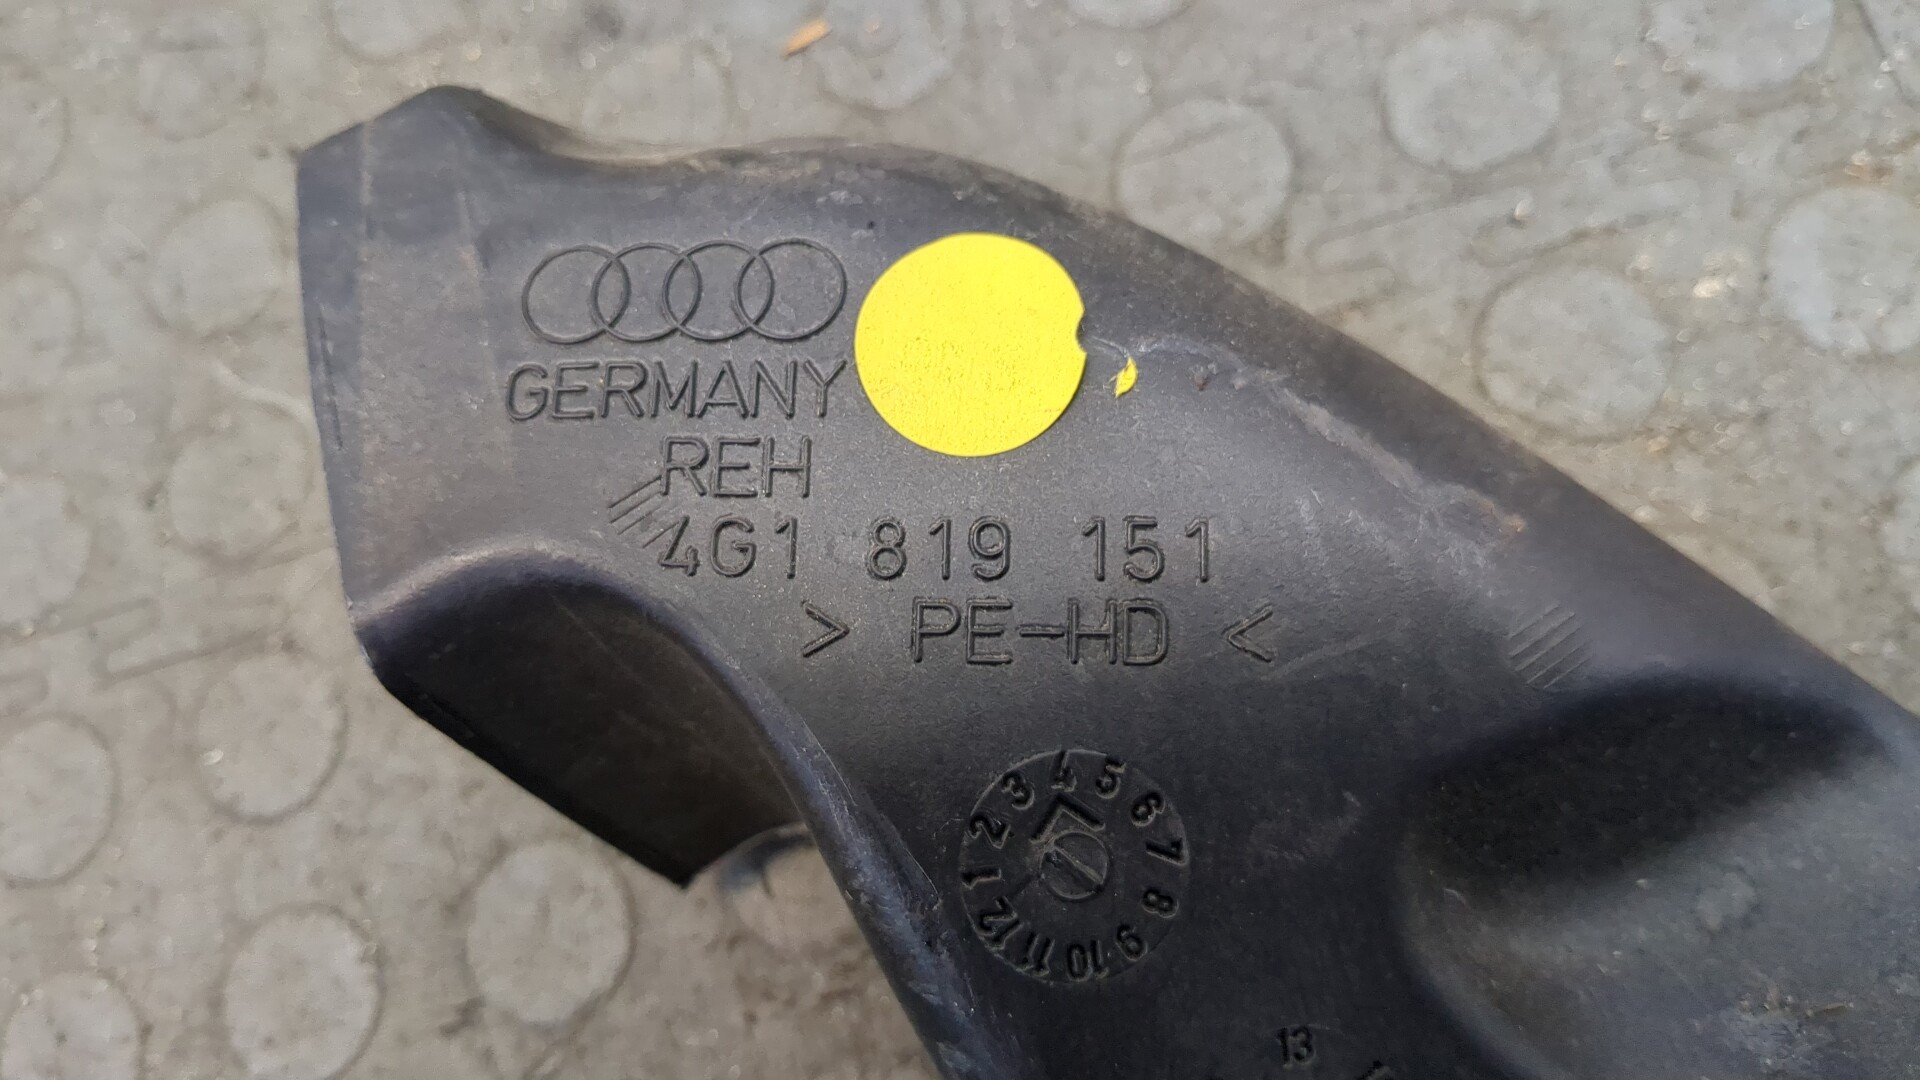 GERMANY
REH
4G1 819 151
> PE-HD <
1 2 3 4 5 6 7 8 9 10 11 12
13